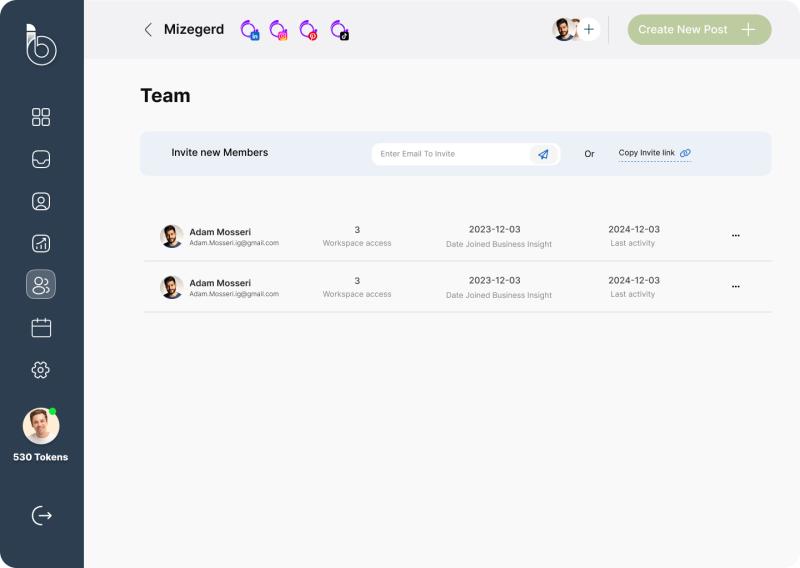 Mizegerd
Create New Post
Team
Invite new Members
Enter Email To Invite
Or
Copy Invite link
Adam Mosseri
Adam.Mosseri.ig@gmail.com
3
Workspace access
2023-12-03
Date Joined Business Insight
2024-12-03
Last activity
...
Adam Mosseri
Adam.Mosseri.ig@gmail.com
3
Workspace access
2023-12-03
Date Joined Business Insight
2024-12-03
Last activity
...
530 Tokens